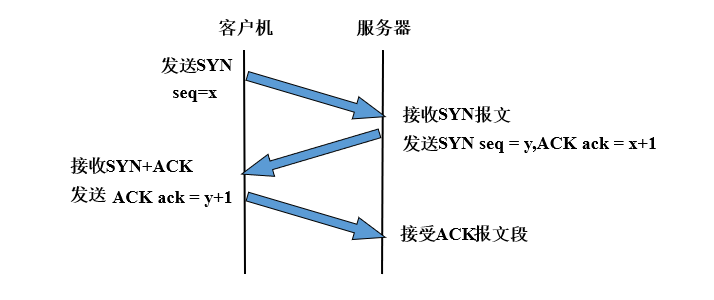 客户机
服务器
发送SYN
seq=x
接收SYN报文
发送SYN seq = y,ACK ack = x+1
接收SYN+ACK
发送 ACK ack = y+1
接受ACK报文段